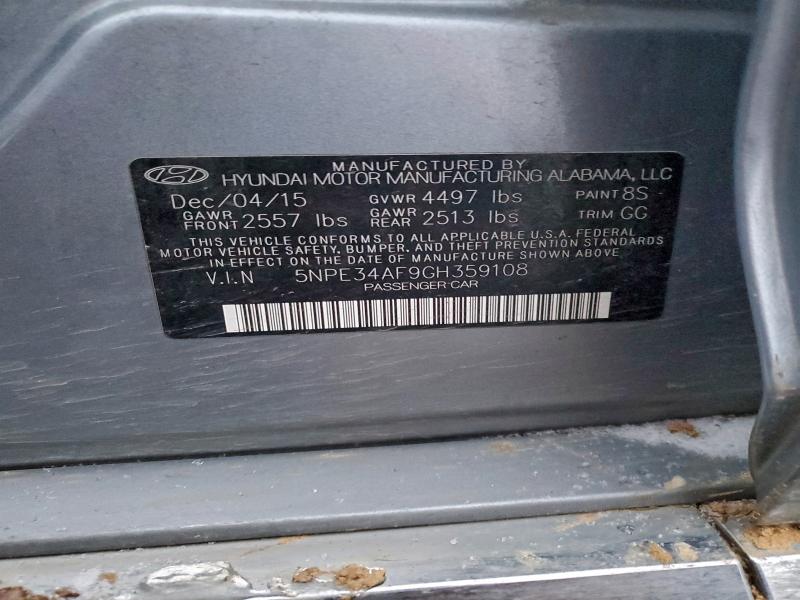 MANUFACTURED BY
HYUNDAI MOTOR MANUFACTURING ALABAMA, LLC
Dec/04/15 GVWR 4497 lbs PAINT 8S
GAWR FRONT 2557 lbs GAWR REAR 2513 lbs TRIM GG
THIS VEHICLE CONFORMS TO ALL APPLICABLE U.S.A. FEDERAL
MOTOR VEHICLE SAFETY, BUMPER, AND THEFT PREVENTION STANDARDS
IN EFFECT ON THE DATE OF MANUFACTURE SHOWN ABOVE
V.I.N 5NPE34AF9GH359108
PASSENGER CAR